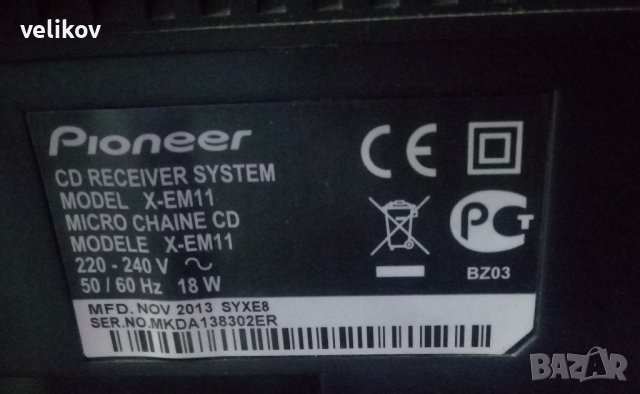 velikov
Pioneer
CD RECEIVER SYSTEM
MODEL X-EM11
MICRO CHAINE CD
MODELE X-EM11
220 - 240 V ~
50 / 60 Hz 18 W
CE
РСТ
BZ03
MFD. NOV 2013 SYXE8
SER.NO.MKDA138302ER
BAZAR